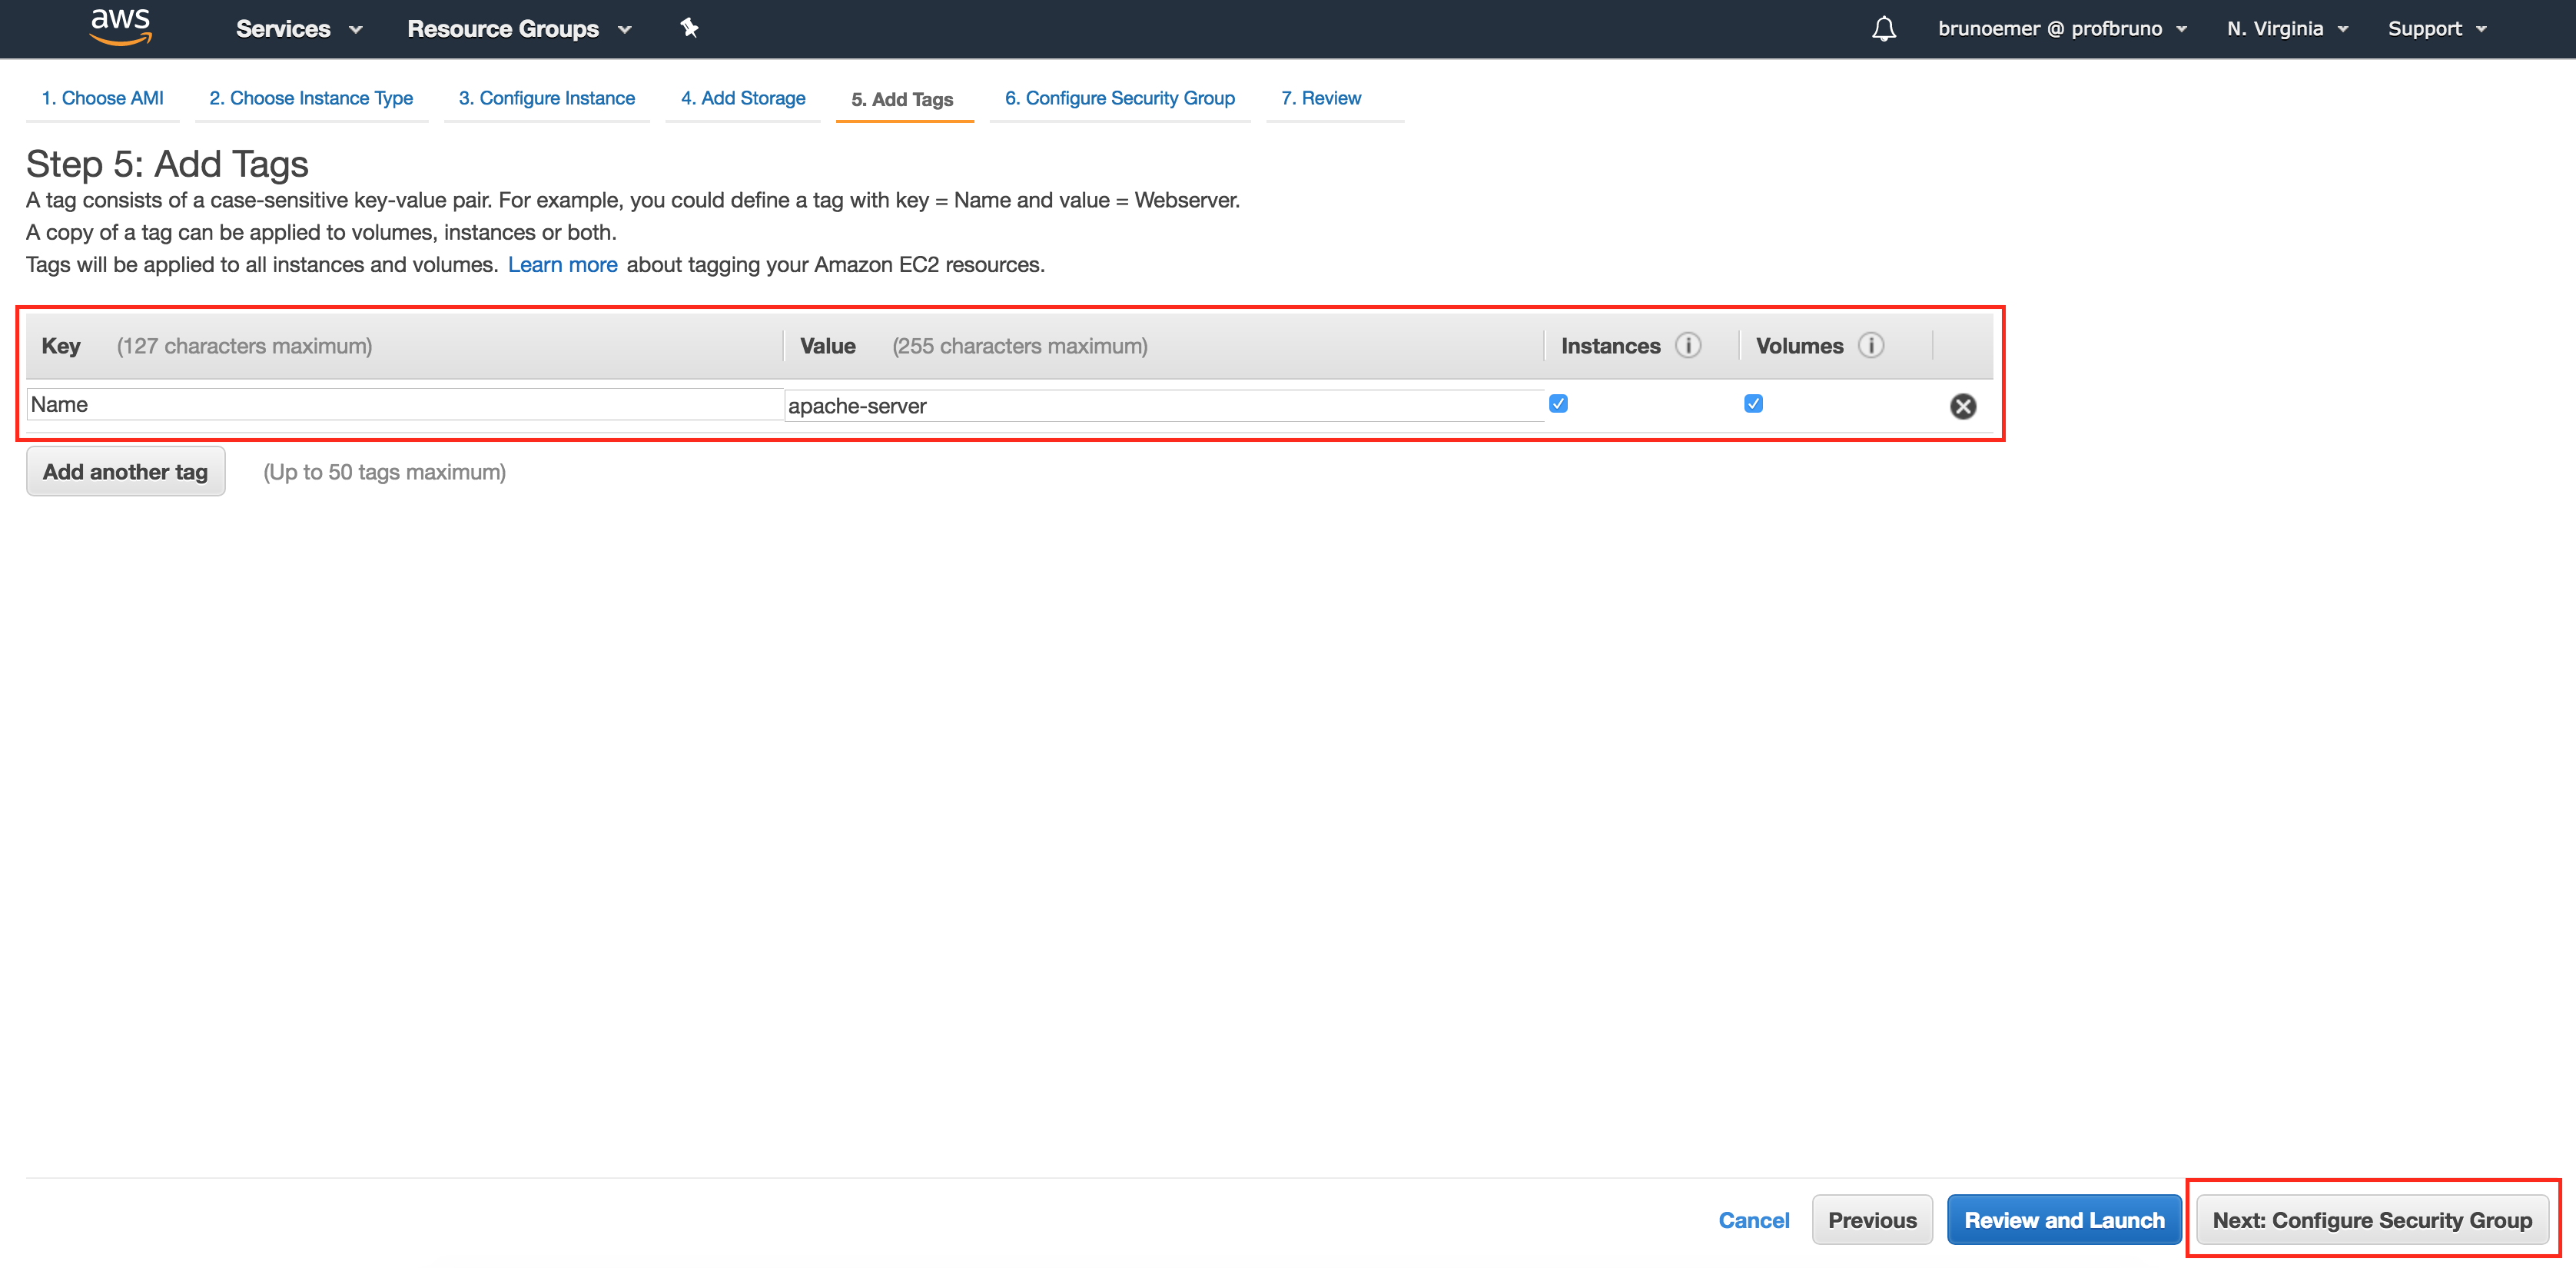 aws Services Resource Groups brunoemer @ profbruno N. Virginia Support
1. Choose AMI 2. Choose Instance Type 3. Configure Instance 4. Add Storage 5. Add Tags 6. Configure Security Group 7. Review
Step 5: Add Tags
A tag consists of a case-sensitive key-value pair. For example, you could define a tag with key = Name and value = Webserver.
A copy of a tag can be applied to volumes, instances or both.
Tags will be applied to all instances and volumes. Learn more about tagging your Amazon EC2 resources.
Key (127 characters maximum) Value (255 characters maximum) Instances i Volumes i
Name apache-server
Add another tag (Up to 50 tags maximum)
Cancel Previous Review and Launch Next: Configure Security Group